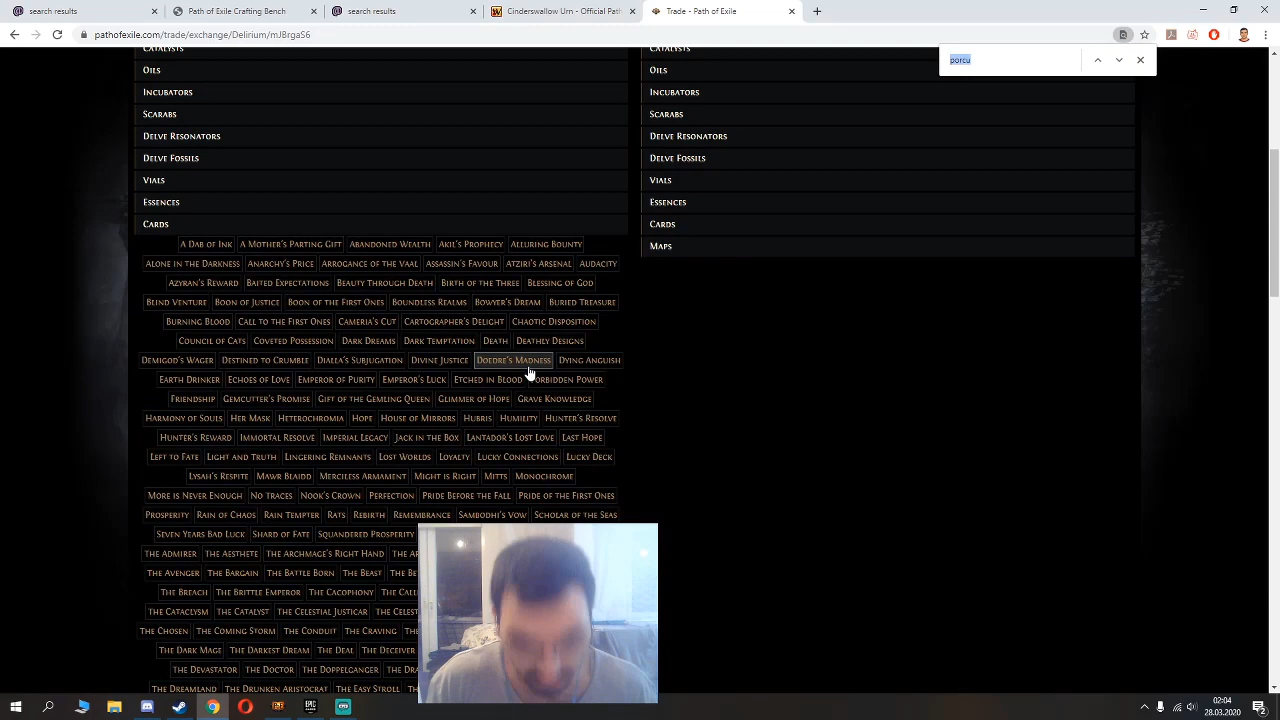 Trade - Path of Exile
- Official Path
Trade - Path of Exile
pathofexile.com/trade/exchange/Delirium/mJBrgaS6
porcu
Catalysts Catalysts
Oils Oils
Incubators Incubators
Scarabs Scarabs
Delve Resonators Delve Resonators
Delve Fossils Delve Fossils
Vials Vials
Essences Essences
Cards Cards
A Dab of Ink A Mother's Parting Gift Abandoned Wealth Akil's Prophecy Alluring Bounty Maps
Alone in the Darkness Anarchy's Price Arrogance of the Vaal Assassin's Favour Atziri's Arsenal Audacity
Azyran's Reward Baited Expectations Beauty Through Death Birth of the Three Blessing of God
Blind Venture Boon of Justice Boon of the First Ones Boundless Realms Bowyer's Dream Buried Treasure
Burning Blood Call to the First Ones Cameria's Cut Cartographer's Delight Chaotic Disposition
Council of Cats Coveted Possession Dark Dreams Dark Temptation Death Deathly Designs
Demigod's Wager Destined to Crumble Dialla's Subjugation Divine Justice Doedre's Madness Dying Anguish
Earth Drinker Echoes of Love Emperor of Purity Emperor's Luck Etched in Blood Forbidden Power
Friendship Gemcutter's Promise Gift of the Gemling Queen Glimmer of Hope Grave Knowledge
Harmony of Souls Her Mask Heterochromia Hope House of Mirrors Hubris Humility Hunter's Resolve
Hunter's Reward Immortal Resolve Imperial Legacy Jack in the Box Lantador's Lost Love Last Hope
Left to Fate Light and Truth Lingering Remnants Lost Worlds Loyalty Lucky Connections Lucky Deck
Lysah's Respite Mawr Blaidd Merciless Armament Might is Right Mitts Monochrome
More is Never Enough No Traces Nook's Crown Perfection Pride Before the Fall Pride of the First Ones
Prosperity Rain of Chaos Rain Tempter Rats Rebirth Remembrance Sambodhi's Vow Scholar of the Seas
Seven Years Bad Luck Shard of Fate Squandered Prosperity
The Admirer The Aesthete The Archmage's Right Hand The Ar
The Avenger The Bargain The Battle Born The Beast The Be
The Breach The Brittle Emperor The Cacophony The Call
The Cataclysm The Catalyst The Celestial Justicar The Celest
The Chosen The Coming Storm The Conduit The Craving The
The Dark Mage The Darkest Dream The Deal The Deceiver
The Devastator The Doctor The Doppelganger The Dra
The Dreamland The Drunken Aristocrat The Easy Stroll
02:04
28.03.2020